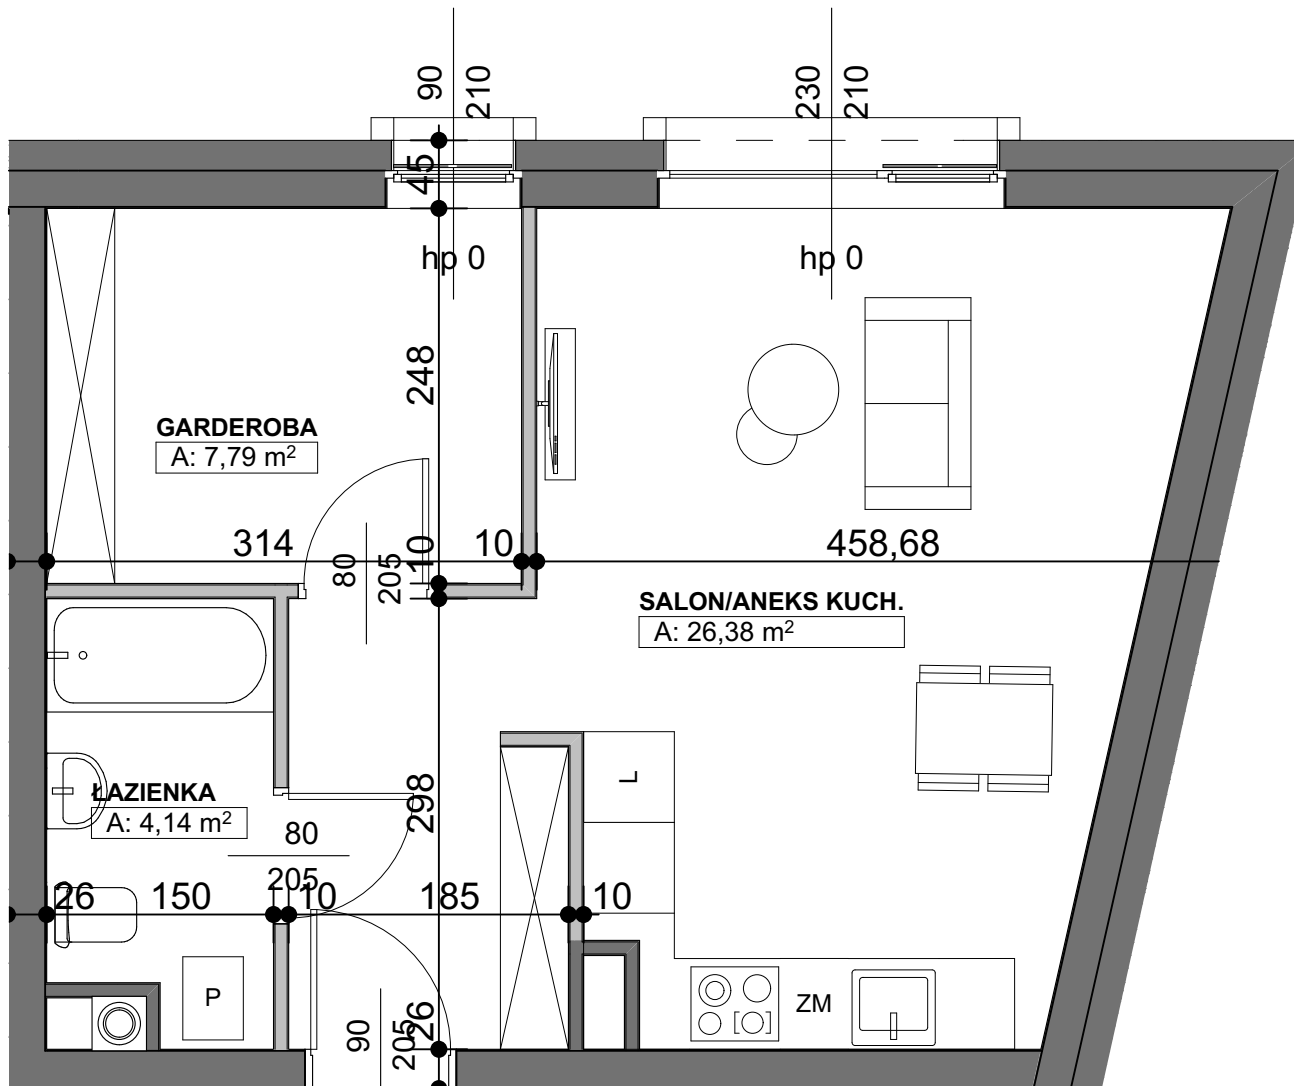 90
210
230
210
45
hp 0
hp 0
248
GARDEROBA
A: 7,79 m²
314
80
205
10
10
458,68
SALON/ANEKS KUCH.
A: 26,38 m²
L
ŁAZIENKA
A: 4,14 m²
298
80
205
26
150
10
185
10
P
ZM
90
205
26